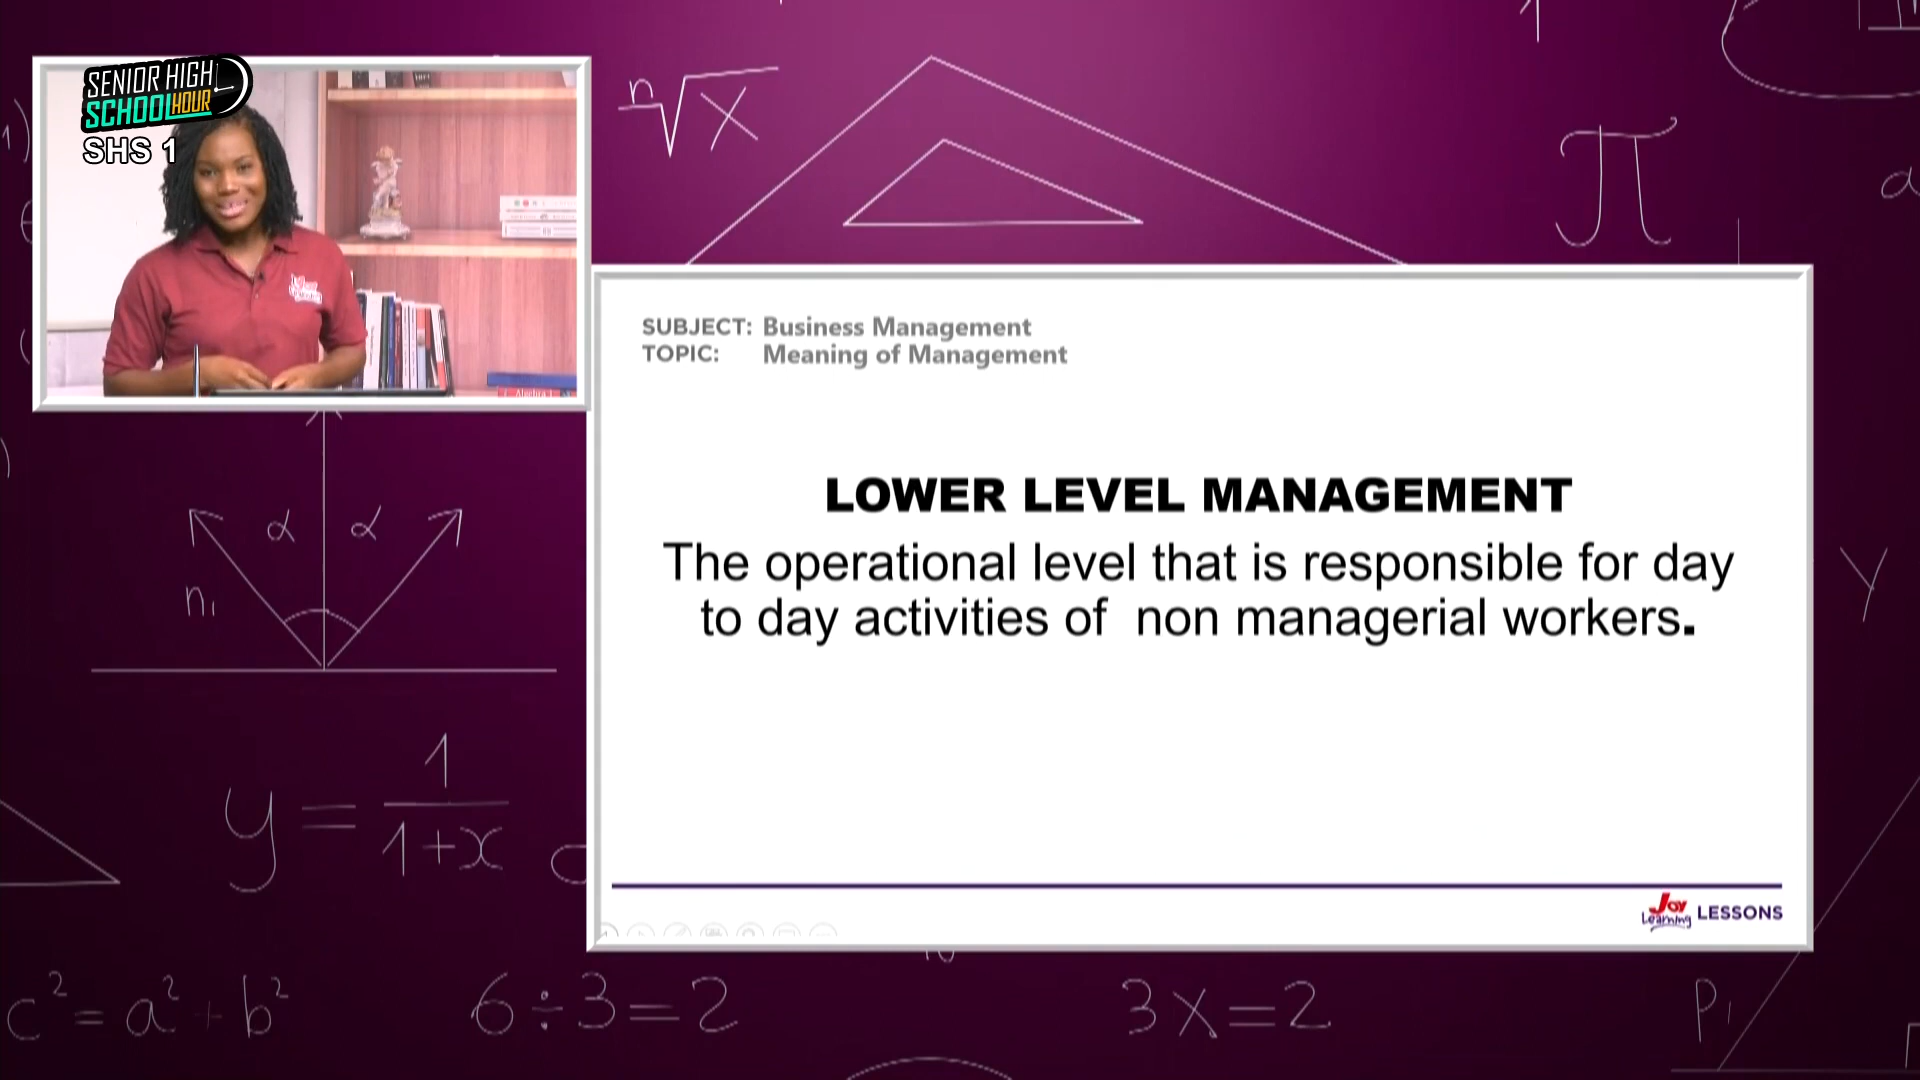 SENIOR HIGH
SCHOOL HOUR
SHS 1
n√x
π
SUBJECT: Business Management
TOPIC: Meaning of Management
LOWER LEVEL MANAGEMENT
The operational level that is responsible for day
to day activities of non managerial workers.
α α
n₁
y
y = 1/(1+x)
Joy
Learning LESSONS
c² = a² + b²
6÷3=2
3x=2
P₁